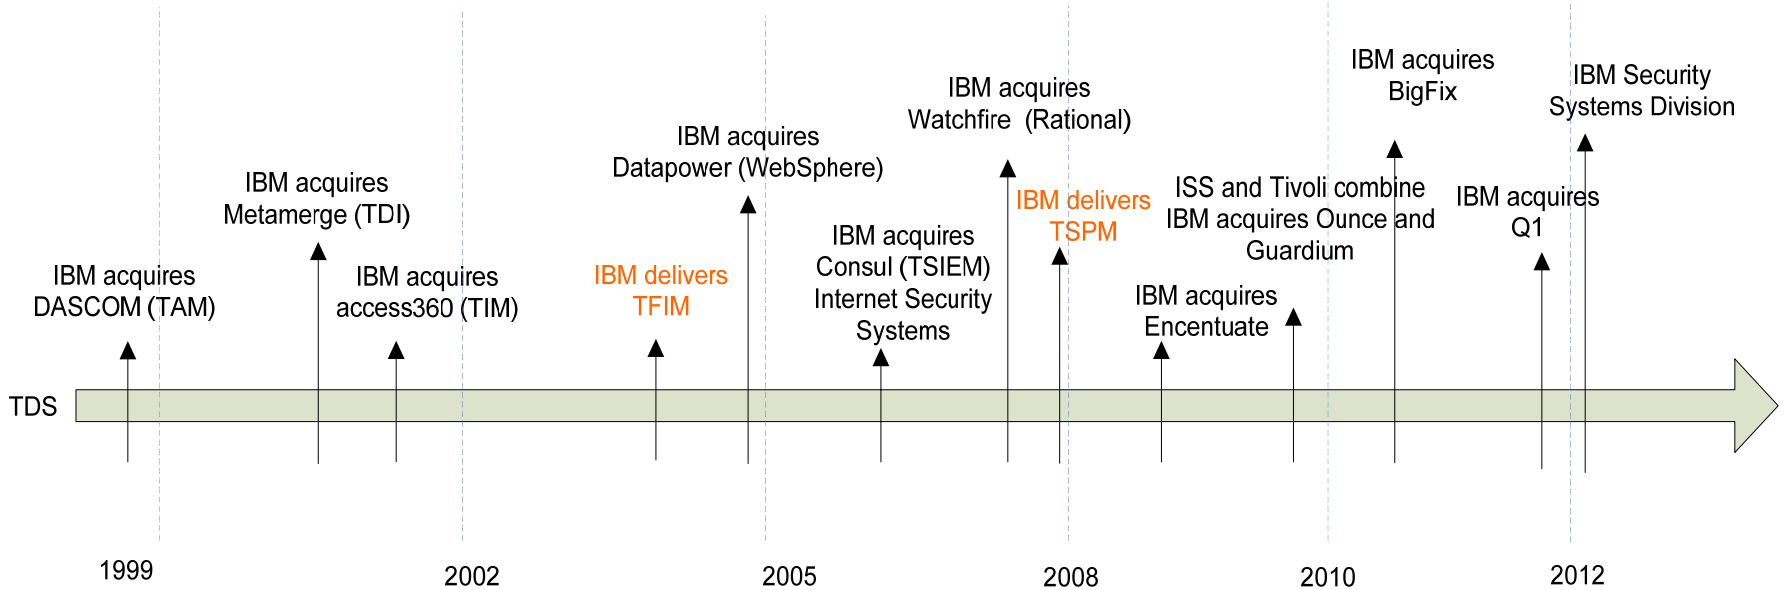 IBM acquires
DASCOM (TAM)
IBM acquires
Metamerge (TDI)
IBM acquires
access360 (TIM)
IBM delivers
TFIM
IBM acquires
Datapower (WebSphere)
IBM acquires
Consul (TSIEM)
Internet Security
Systems
IBM acquires
Watchfire (Rational)
IBM delivers
TSPM
IBM acquires
Encentuate
ISS and Tivoli combine
IBM acquires Ounce and
Guardium
IBM acquires
BigFix
IBM acquires
Q1
IBM Security
Systems Division
TDS
1999
2002
2005
2008
2010
2012